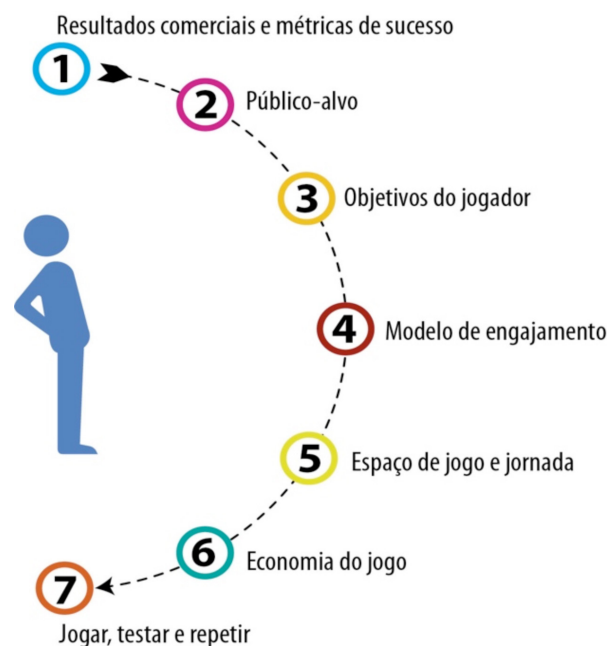 Resultados comerciais e métricas de sucesso
1
2
Público-alvo
3
Objetivos do jogador
4
Modelo de engajamento
5
Espaço de jogo e jornada
6
Economia do jogo
7
Jogar, testar e repetir